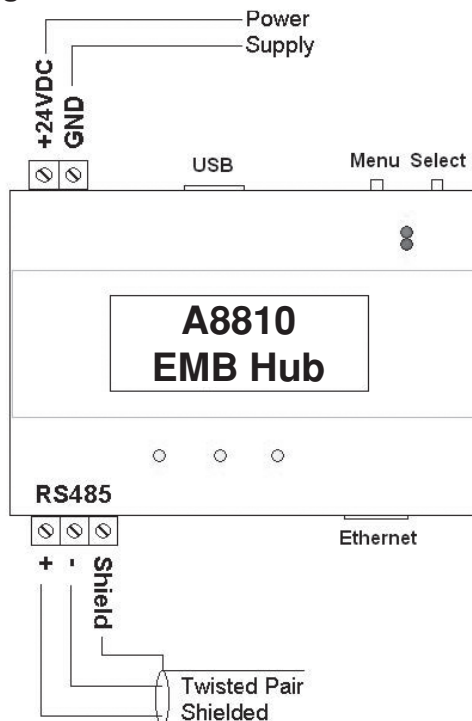 Power
Supply
+24VDC
GND
USB
Menu Select
A8810
EMB Hub
RS485
Ethernet
+ - Shield
Twisted Pair
Shielded